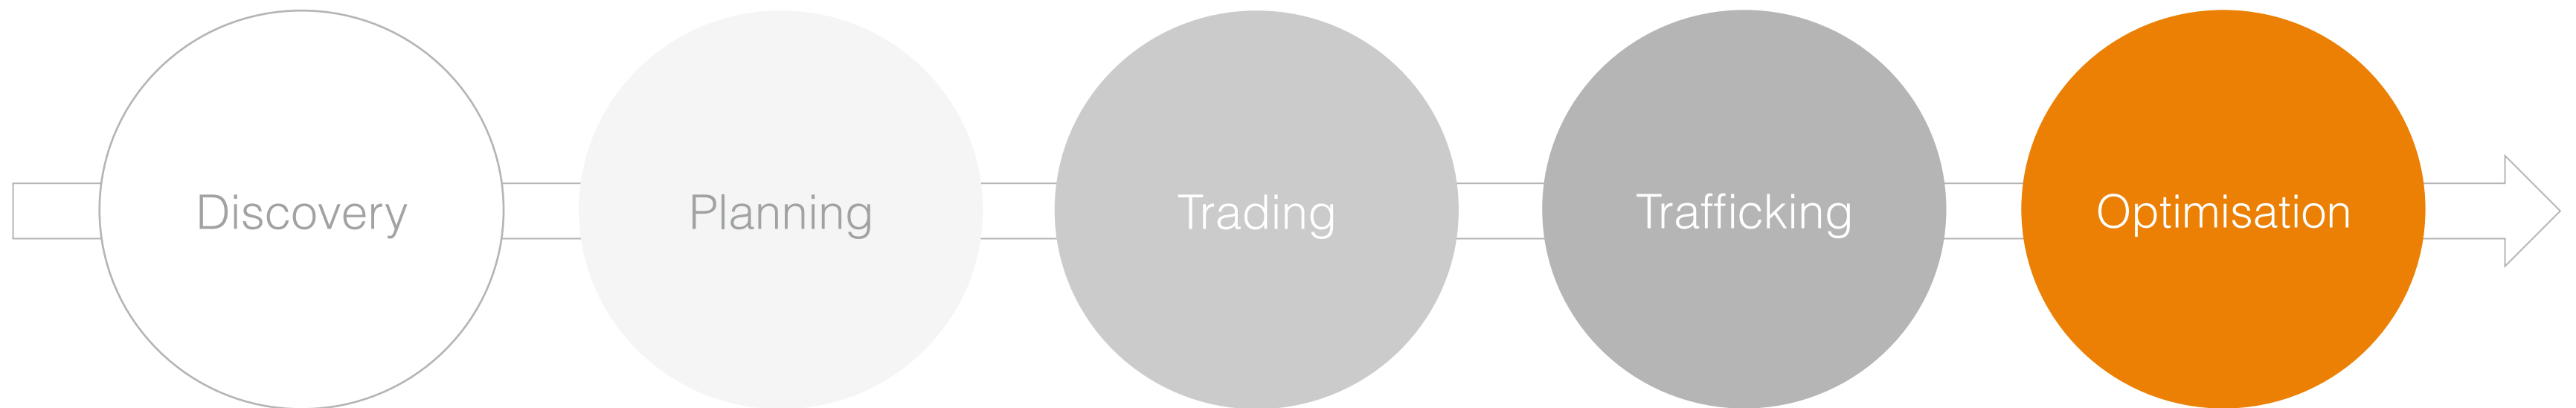 Discovery
Planning
Trading
Trafficking
Optimisation